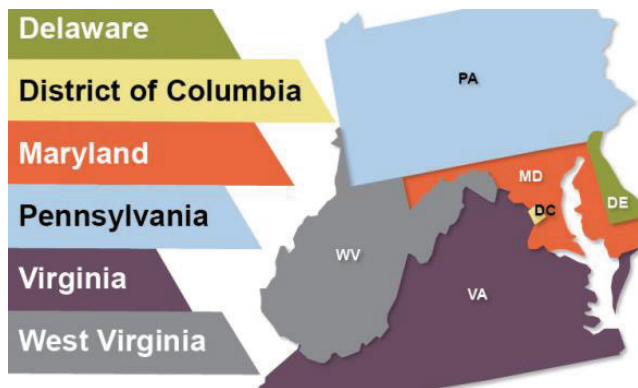 Delaware
District of Columbia
Maryland
Pennsylvania
Virginia
West Virginia
PA
MD
DE
DC
WV
VA